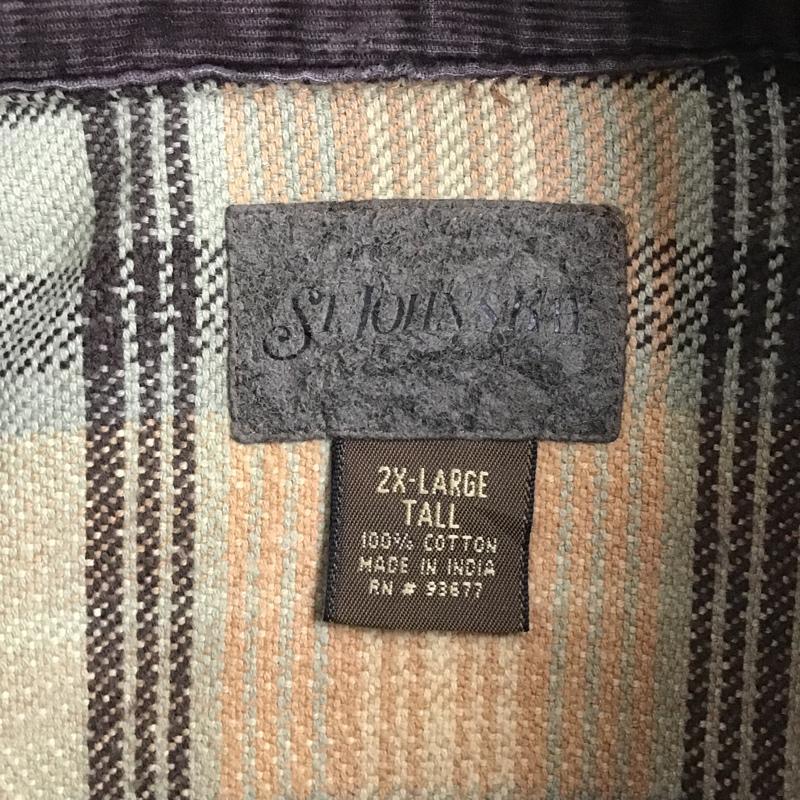 St. John's Bay
2X-LARGE
TALL
100% COTTON
MADE IN INDIA
RN # 93677